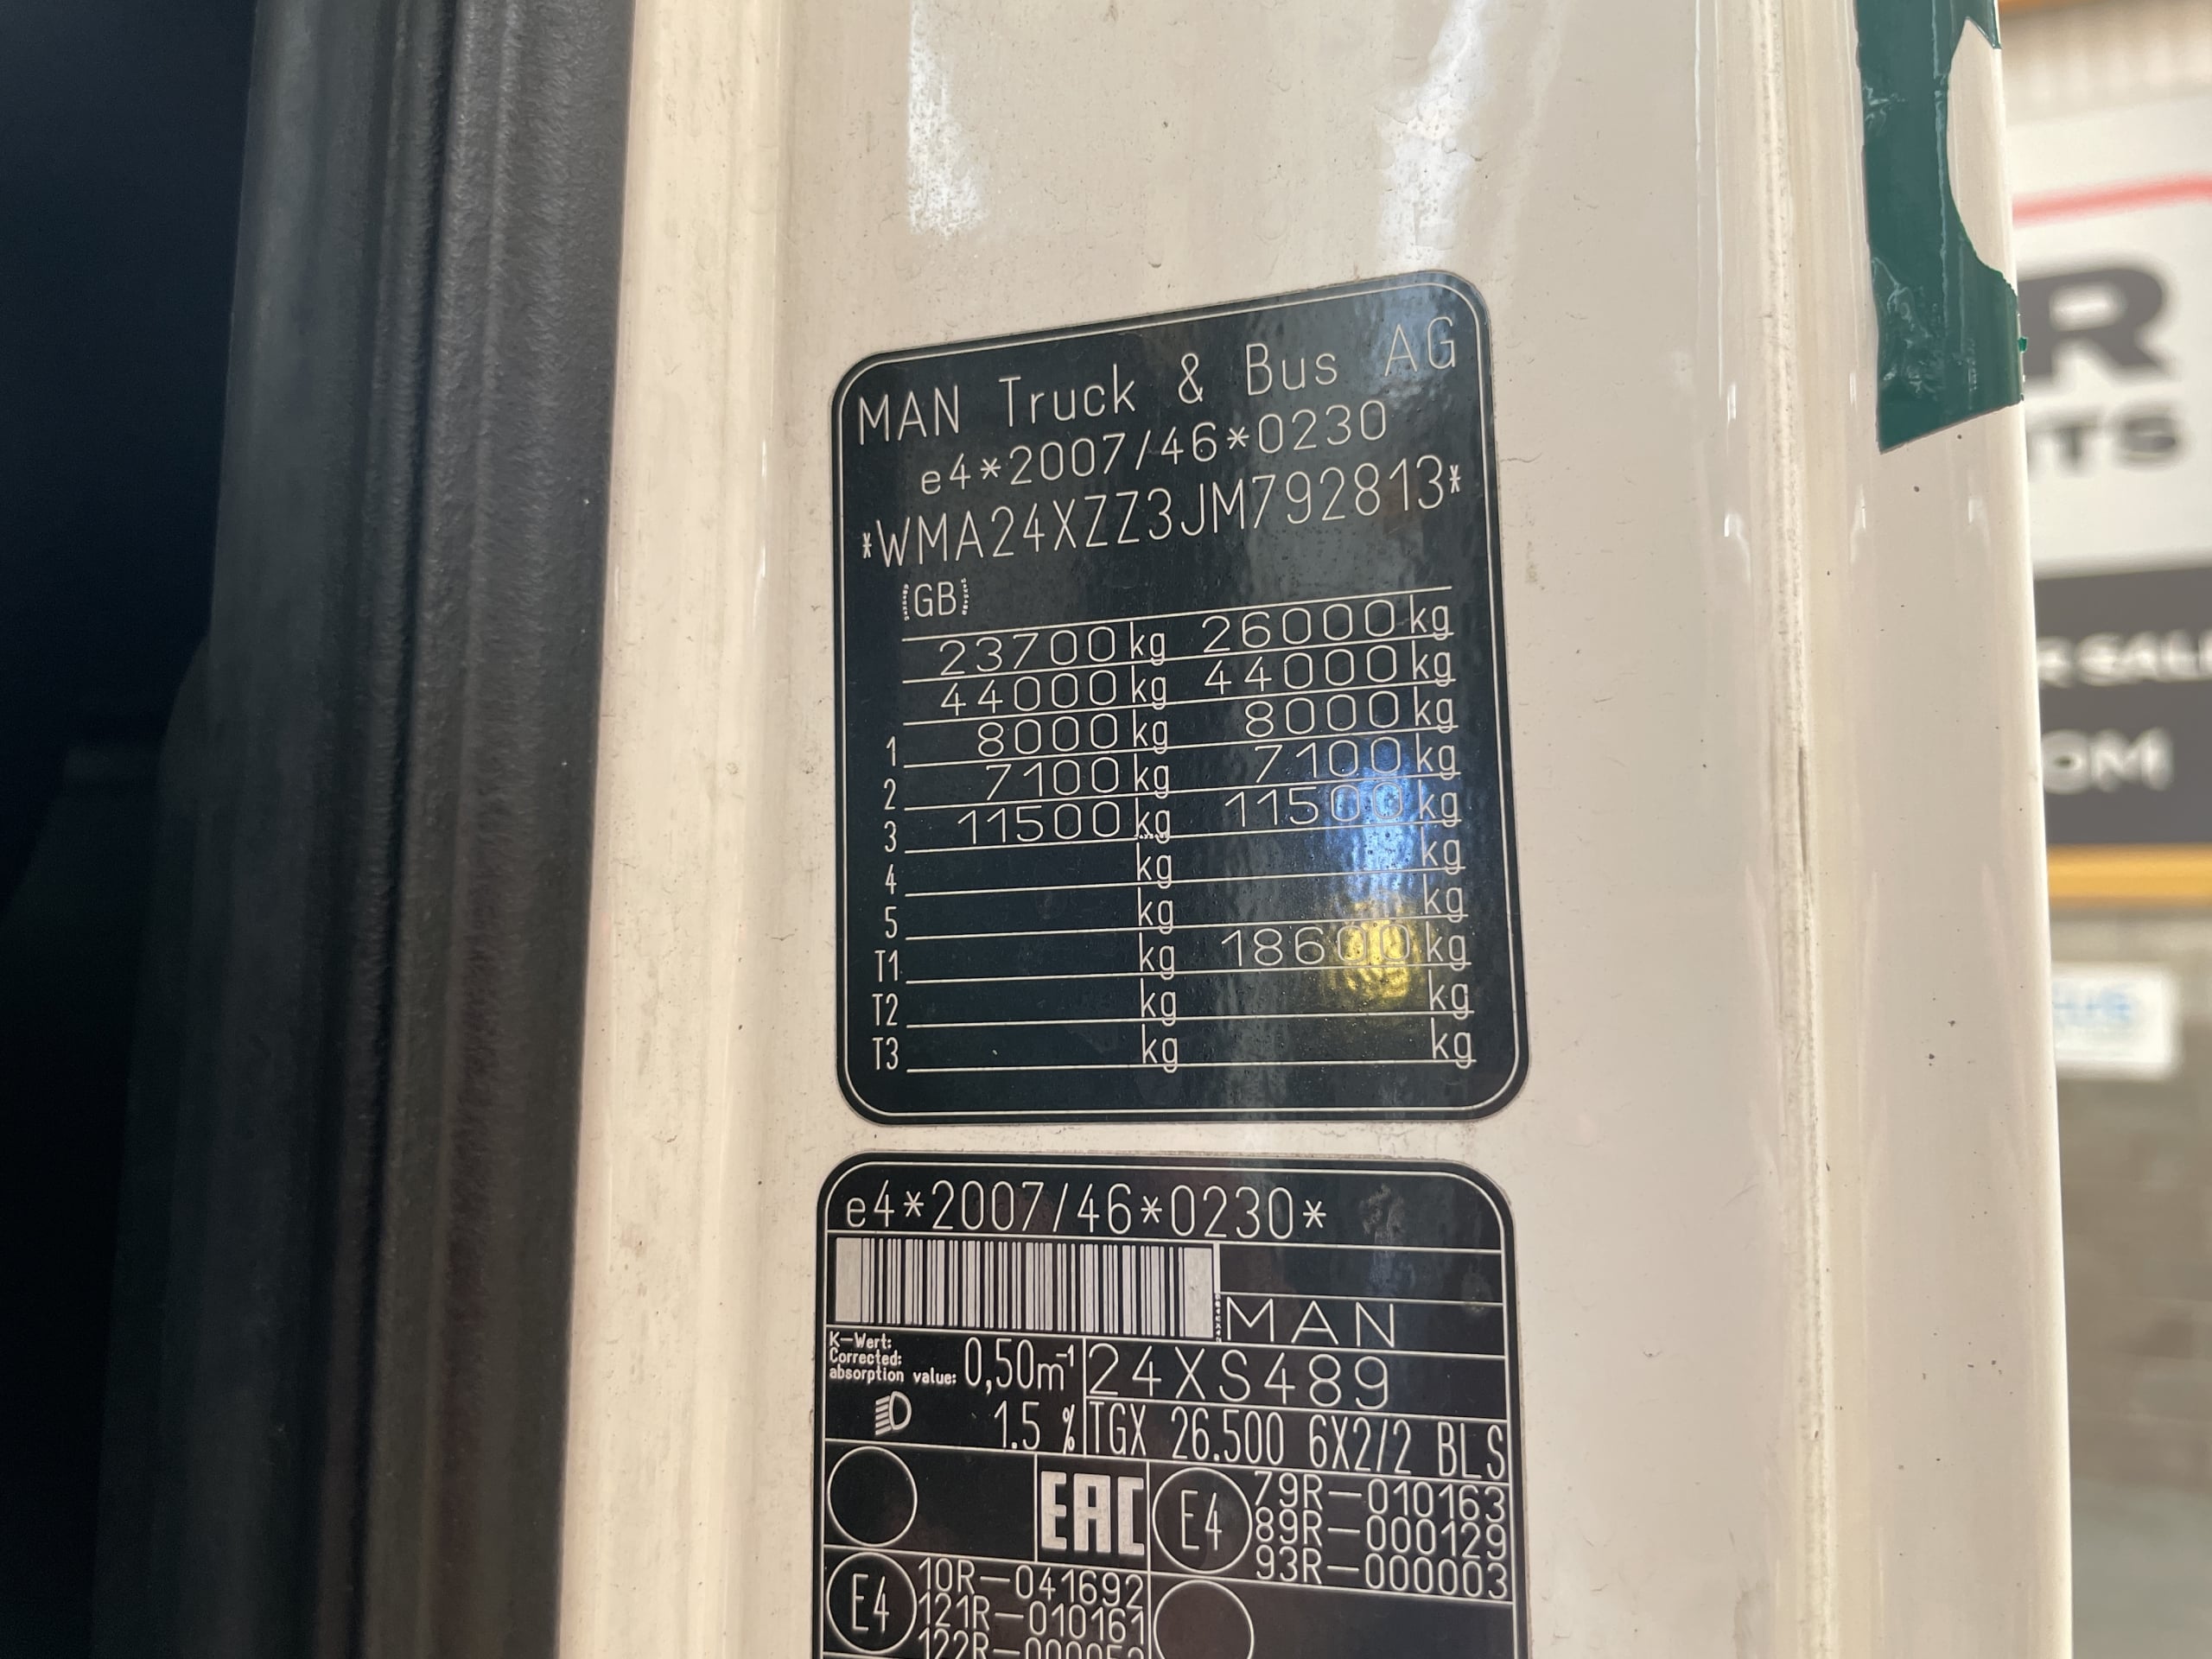 MAN Truck & Bus AG
e4*2007/46*0230
*WMA24XZZ3JM792813*
GB
23700 kg 26000 kg
44000 kg 44000 kg
1 8000 kg 8000 kg
2 7100 kg 7100 kg
3 11500 kg 11500 kg
4 kg kg
5 kg kg
T1 kg 18600 kg
T2 kg kg
T3 kg kg
e4*2007/46*0230*
MAN
K-Wert:
Corrected:
absorption value: 0,50m⁻¹
24XS489
1.5 %
TGX 26.500 6X2/2 BLS
EAC
E4
79R-010163
89R-000129
93R-000003
E4
10R-041692
121R-010161
R
ITS
OM